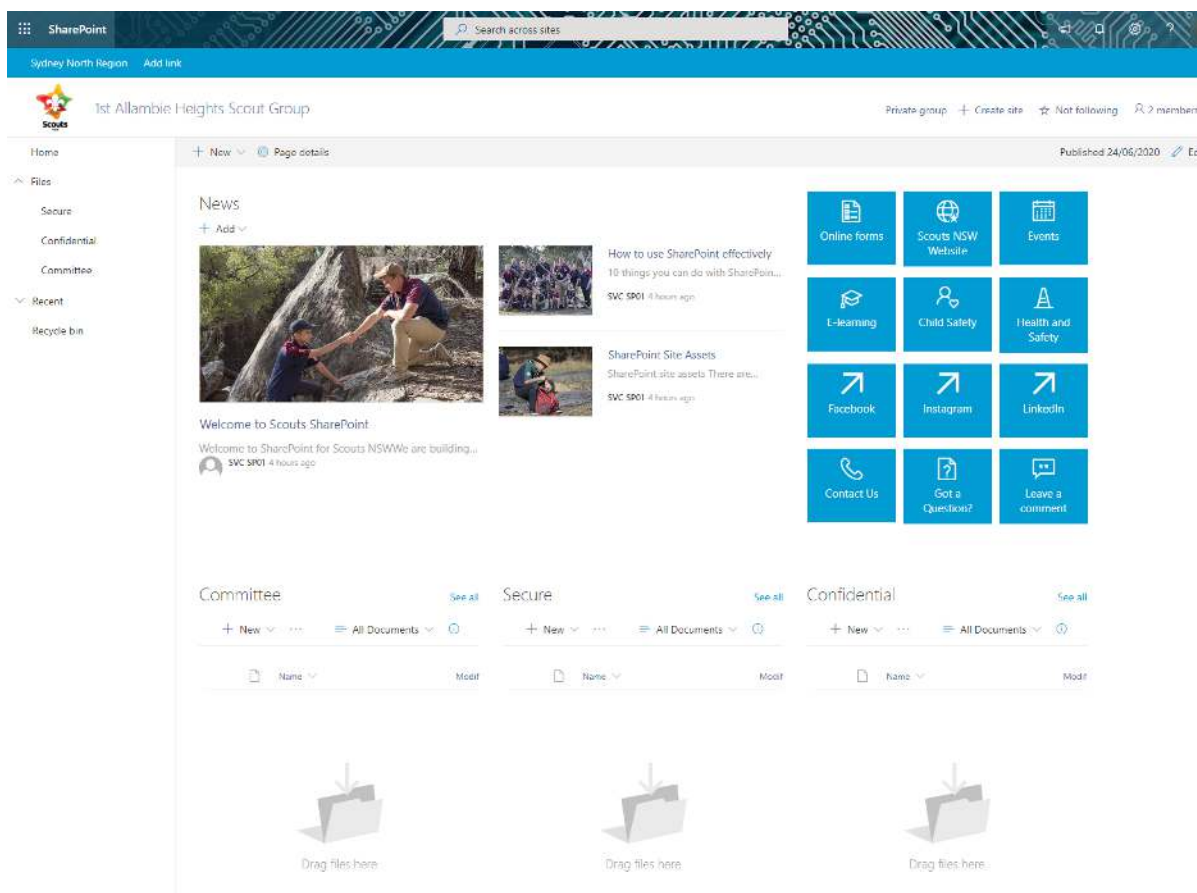 SharePoint
Search across sites
?
Sydney North Region Add link
Scouts
1st Allambie Heights Scout Group
Private group + Create site Not following 2 members
Home
+ New Page details
Published 24/06/2020
Files
Secure
Confidential
Committee
Recent
Recycle bin
News
+ Add
Welcome to Scouts SharePoint
Welcome to SharePoint for Scouts NSWWe are building...
SVC SP01 4 hours ago
How to use SharePoint effectively
10 things you can do with SharePoin...
SVC SP01 4 hours ago
SharePoint Site Assets
SharePoint site assets There are...
SVC SP01 4 hours ago
Online forms
Scouts NSW
Website
Events
E-learning
Child Safety
Health and
Safety
Facebook
Instagram
LinkedIn
Contact Us
Got a
Question?
Leave a
comment
Committee See all
+ New ... All Documents
Name Modif
Drag files here
Secure See all
+ New ... All Documents
Name Modif
Drag files here
Confidential See all
+ New ... All Documents
Name Modif
Drag files here